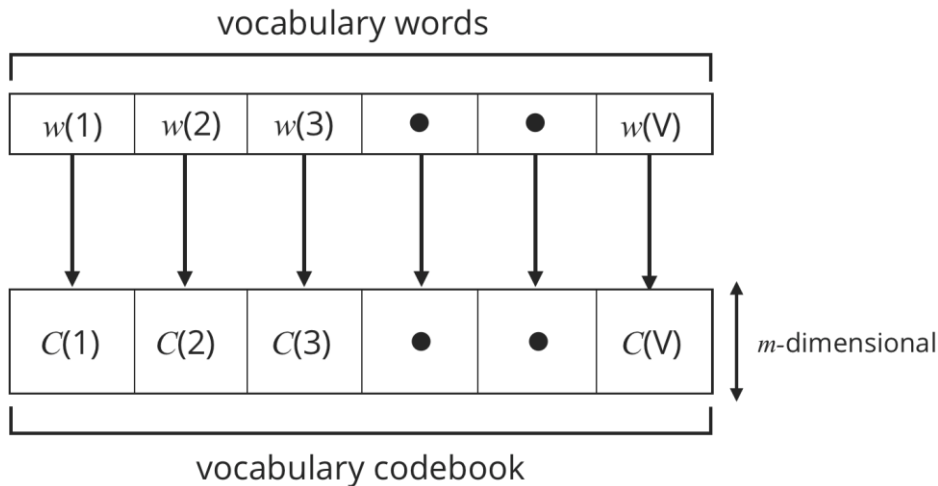 vocabulary words
w(1) w(2) w(3) ● ● w(V)
C(1) C(2) C(3) ● ● C(V)
m-dimensional
vocabulary codebook